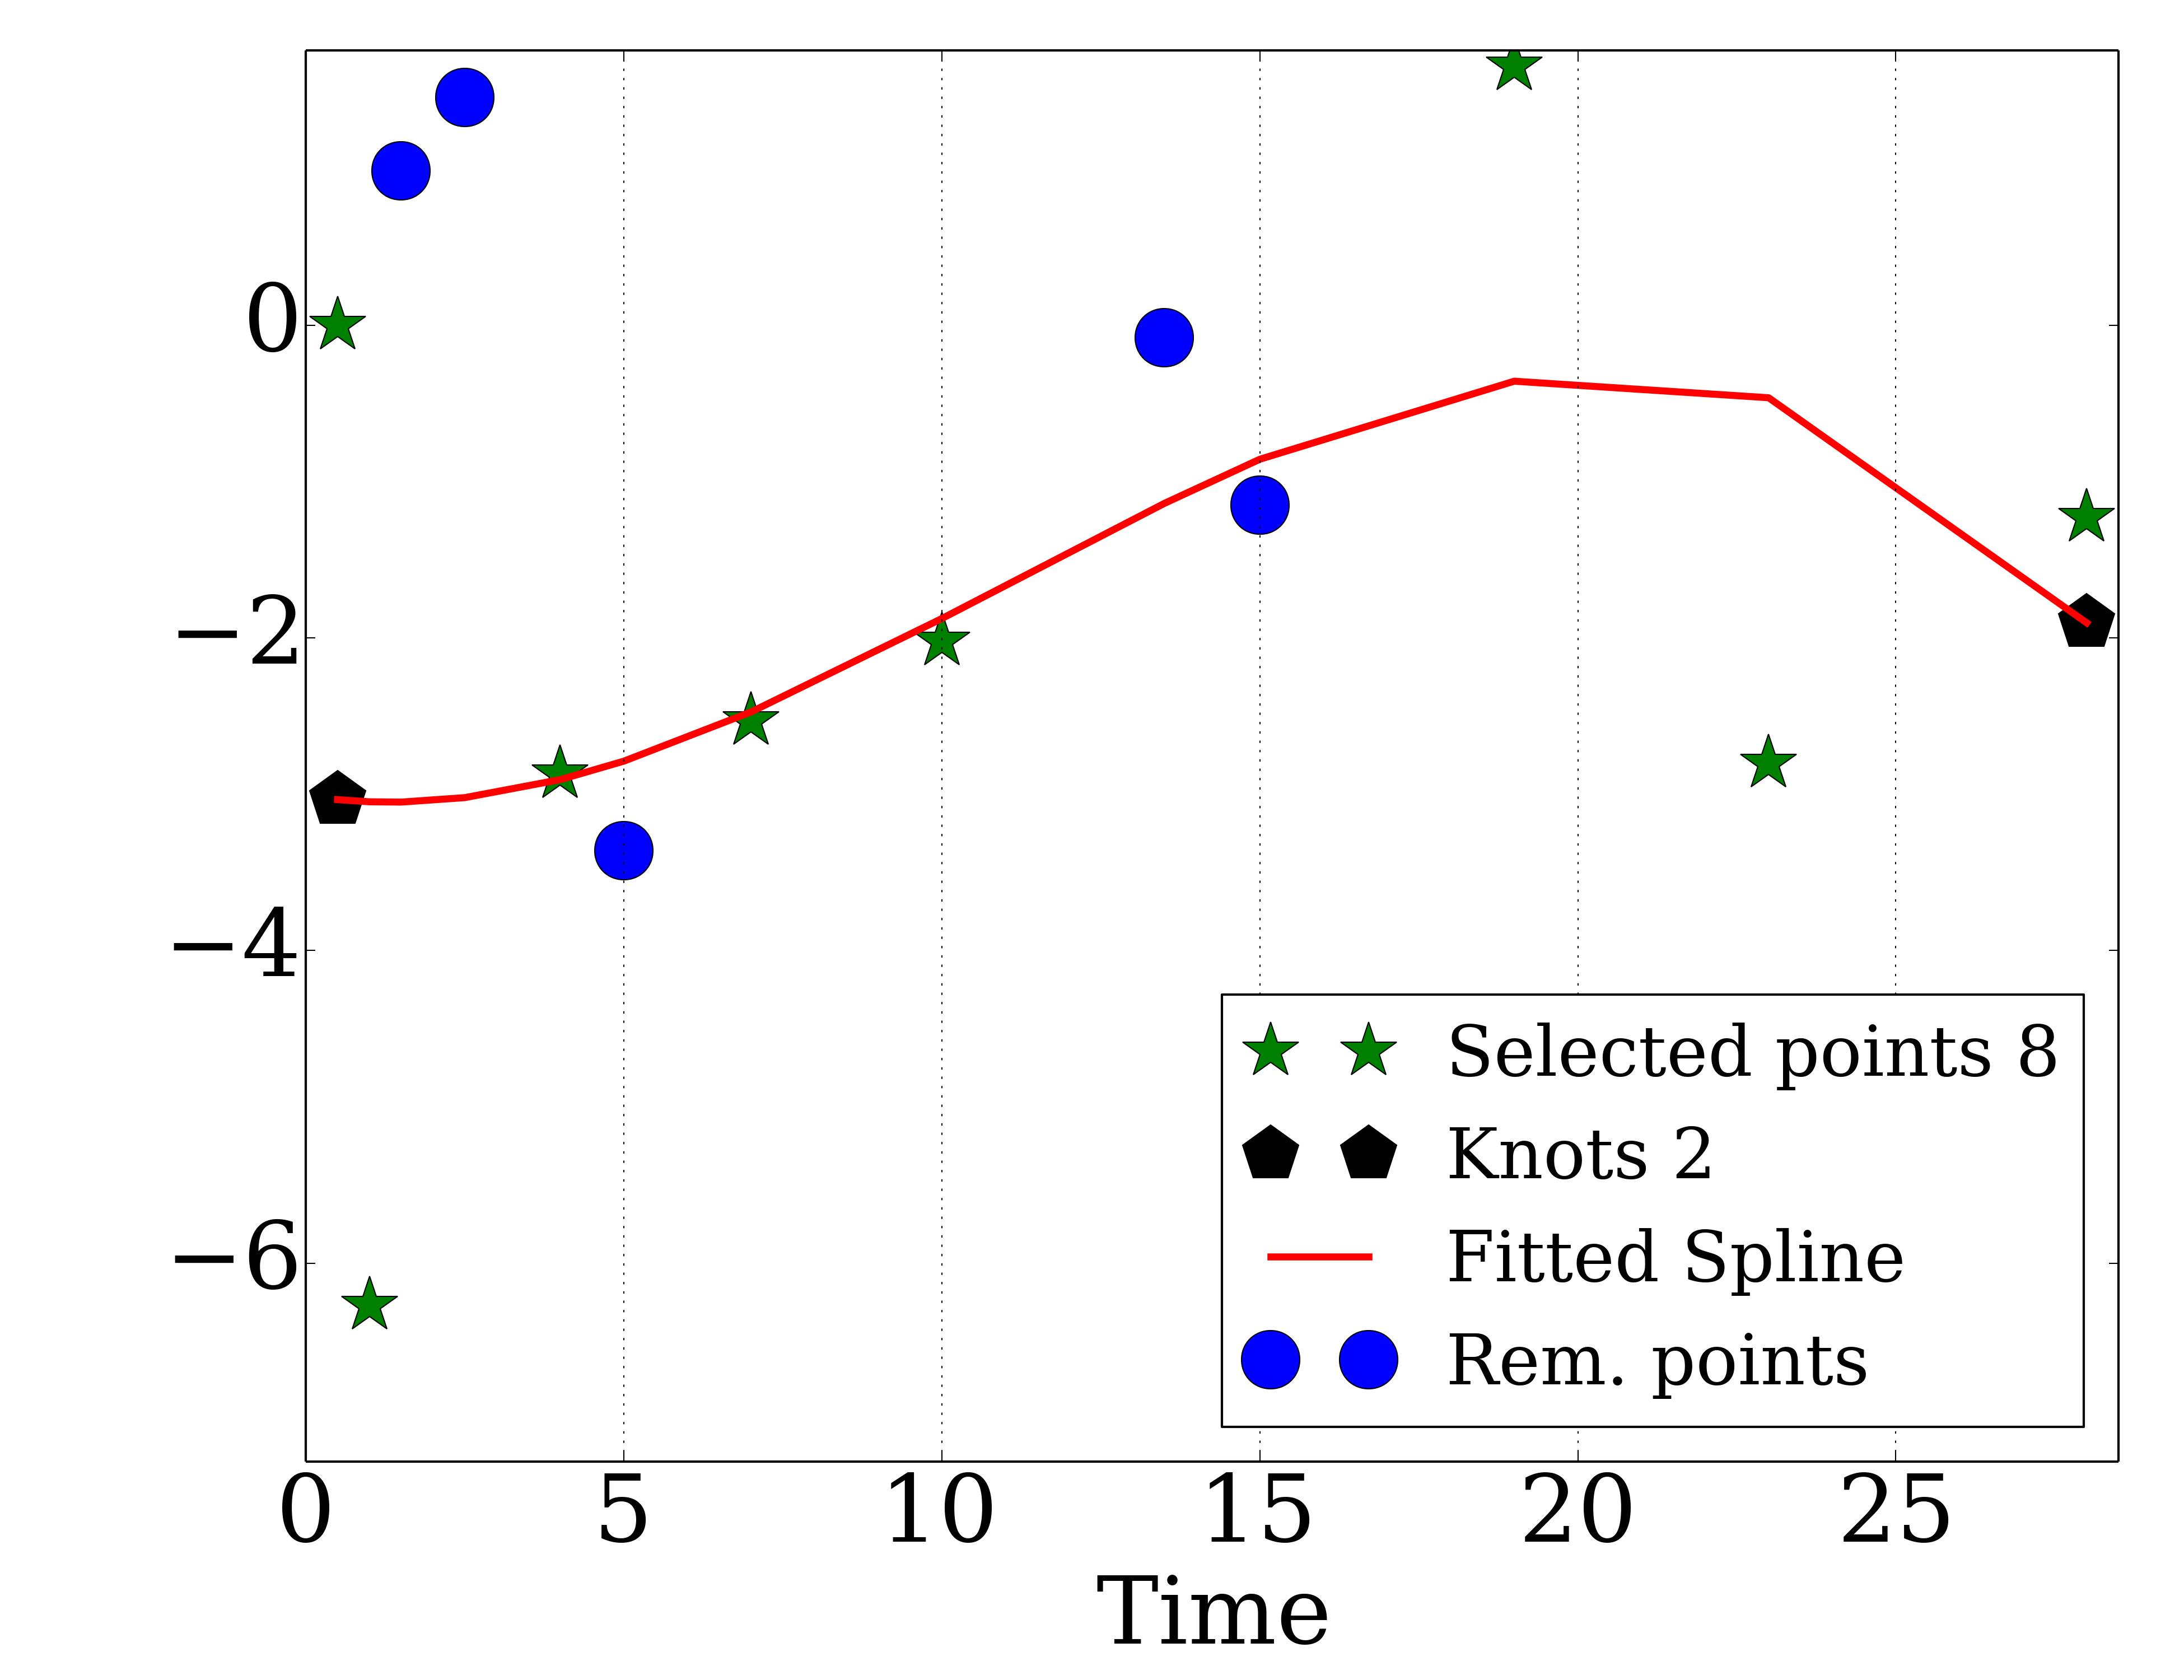 0
−2
−4
−6
0 5 10 15 20 25
Time
Selected points 8
Knots 2
Fitted Spline
Rem. points